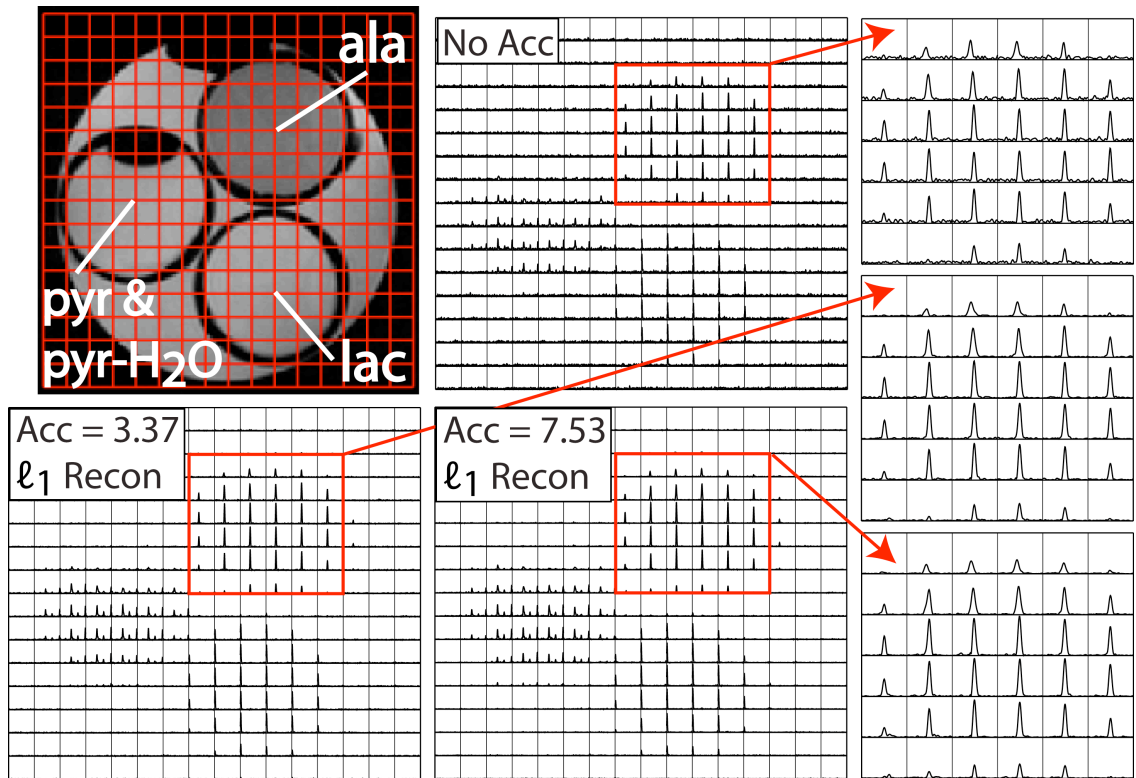 ala
pyr &
pyr-H2O
lac
No Acc
Acc = 3.37
ℓ1 Recon
Acc = 7.53
ℓ1 Recon